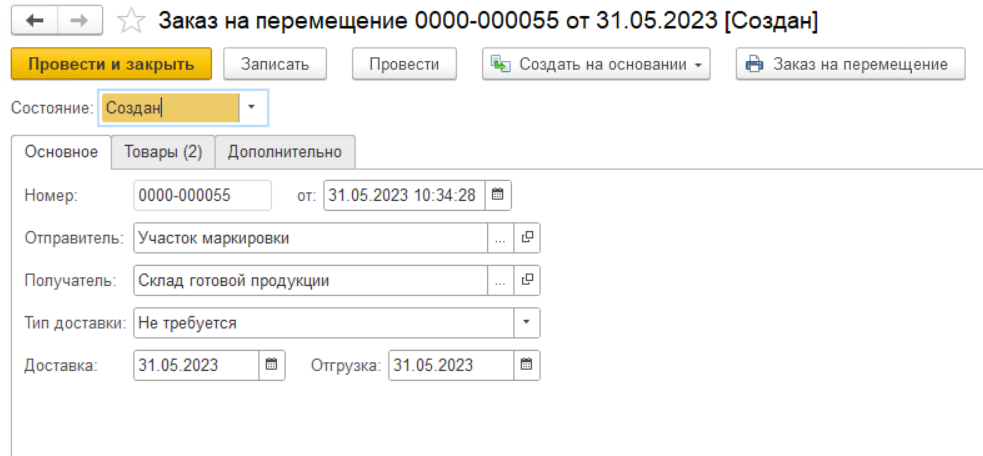 Заказ на перемещение 0000-000055 от 31.05.2023 [Создан]
Провести и закрыть Записать Провести Создать на основании Заказ на перемещение
Состояние: Создан
Основное Товары (2) Дополнительно
Номер: 0000-000055 от: 31.05.2023 10:34:28
Отправитель: Участок маркировки ...
Получатель: Склад готовой продукции ...
Тип доставки: Не требуется
Доставка: 31.05.2023 Отгрузка: 31.05.2023